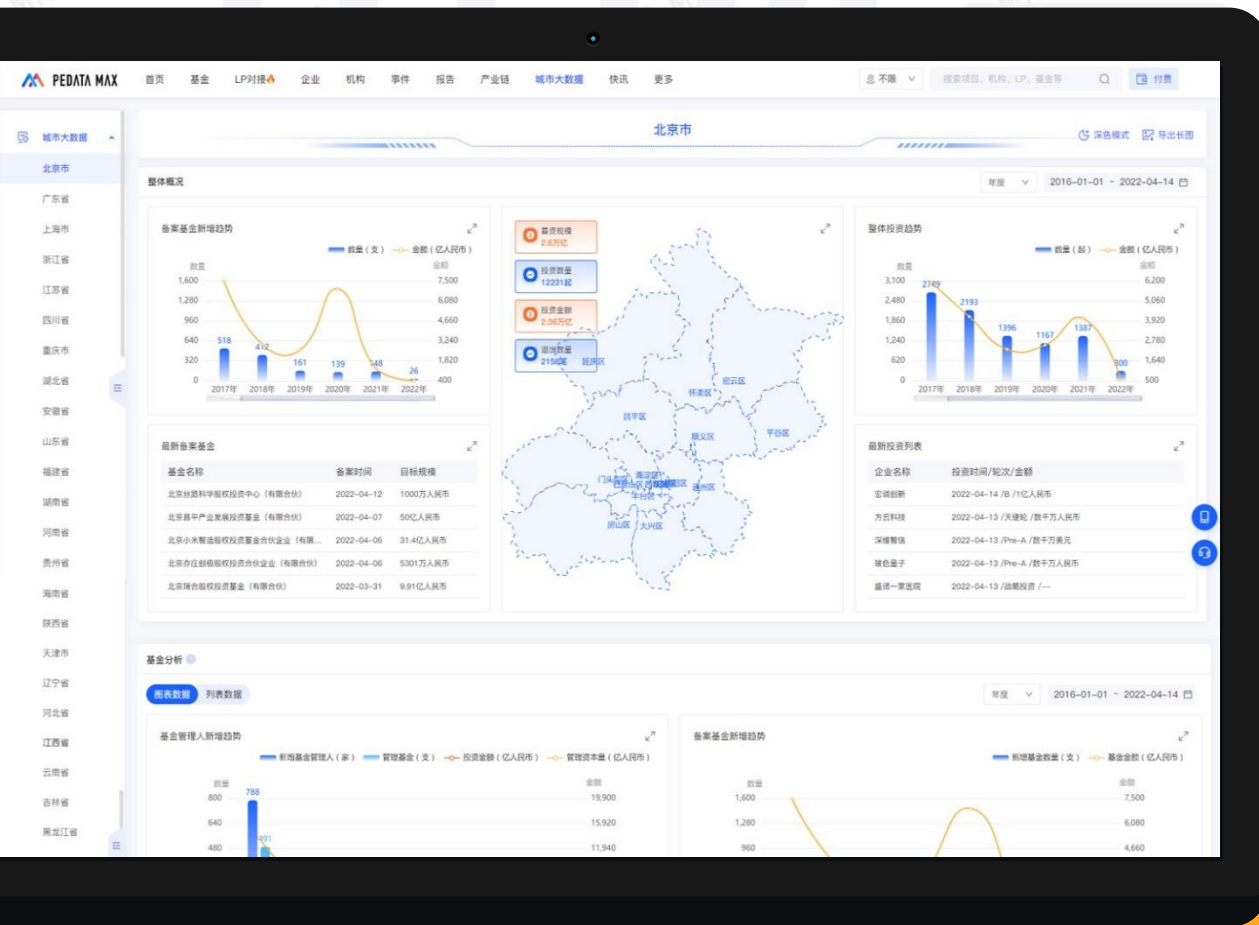 PEDATA MAX 首页 基金 LP对接 企业 机构 事件 报告 产业链 城市大数据 快讯 更多 不限 搜索项目、机构、LP、基金等 付费
城市大数据
北京市
广东省
上海市
浙江省
江苏省
四川省
重庆市
湖北省
安徽省
山东省
福建省
湖南省
河南省
贵州省
海南省
陕西省
天津市
辽宁省
河北省
江西省
云南省
吉林省
黑龙江省
北京市
深色模式 导出长图
整体概况
年度 2016-01-01 - 2022-04-14
备案基金新增趋势
数量(支) 金额(亿人民币)
数量 金额
1,600 7,500
1,280 6,080
960 4,660
640 3,240
320 1,820
0 400
518 161 139 26
2017年 2018年 2019年 2020年 2021年 2022年
募资规模
2.6万亿
投资数量
12231起
投资金额
2.36万亿
退出数量
2158笔
延庆区
怀柔区
密云区
昌平区
顺义区
平谷区
海淀区
丰台区
通州区
房山区
大兴区
整体投资趋势
数量(起) 金额(亿人民币)
数量 金额
3,100 6,200
2,480 5,060
1,860 3,920
1,240 2,780
620 1,640
0 500
2749 2193 1396 1167 1387 300
2017年 2018年 2019年 2020年 2021年 2022年
最新备案基金
基金名称 备案时间 目标规模
北京丝路科学股权投资中心(有限合伙) 2022-04-12 1000万人民币
北京昌平产业发展投资基金(有限合伙) 2022-04-07 50亿人民币
北京小米智造股权投资基金合伙企业(有限... 2022-04-06 31.4亿人民币
北京亦庄创极股权投资合伙企业(有限合伙) 2022-04-06 5301万人民币
北京瑞合股权投资基金(有限合伙) 2022-03-31 9.91亿人民币
最新投资列表
企业名称 投资时间/轮次/金额
宏诚创新 2022-04-14 /B /1亿人民币
方云科技 2022-04-13 /天使轮 /数千万人民币
深维智信 2022-04-13 /Pre-A /数千万美元
玻色量子 2022-04-13 /Pre-A /数千万人民币
盛诺一家医院 2022-04-13 /战略投资 /--
基金分析
图表数据 列表数据
年度 2016-01-01 - 2022-04-14
基金管理人新增趋势
新增基金管理人(家) 管理基金(支) 投资金额(亿人民币) 管理资本量(亿人民币)
数量 金额
800 19,900
640 15,920
480 11,940
788
491
备案基金新增趋势
新增基金数量(支) 基金金额(亿人民币)
数量 金额
1,600 7,500
1,280 6,080
960 4,660